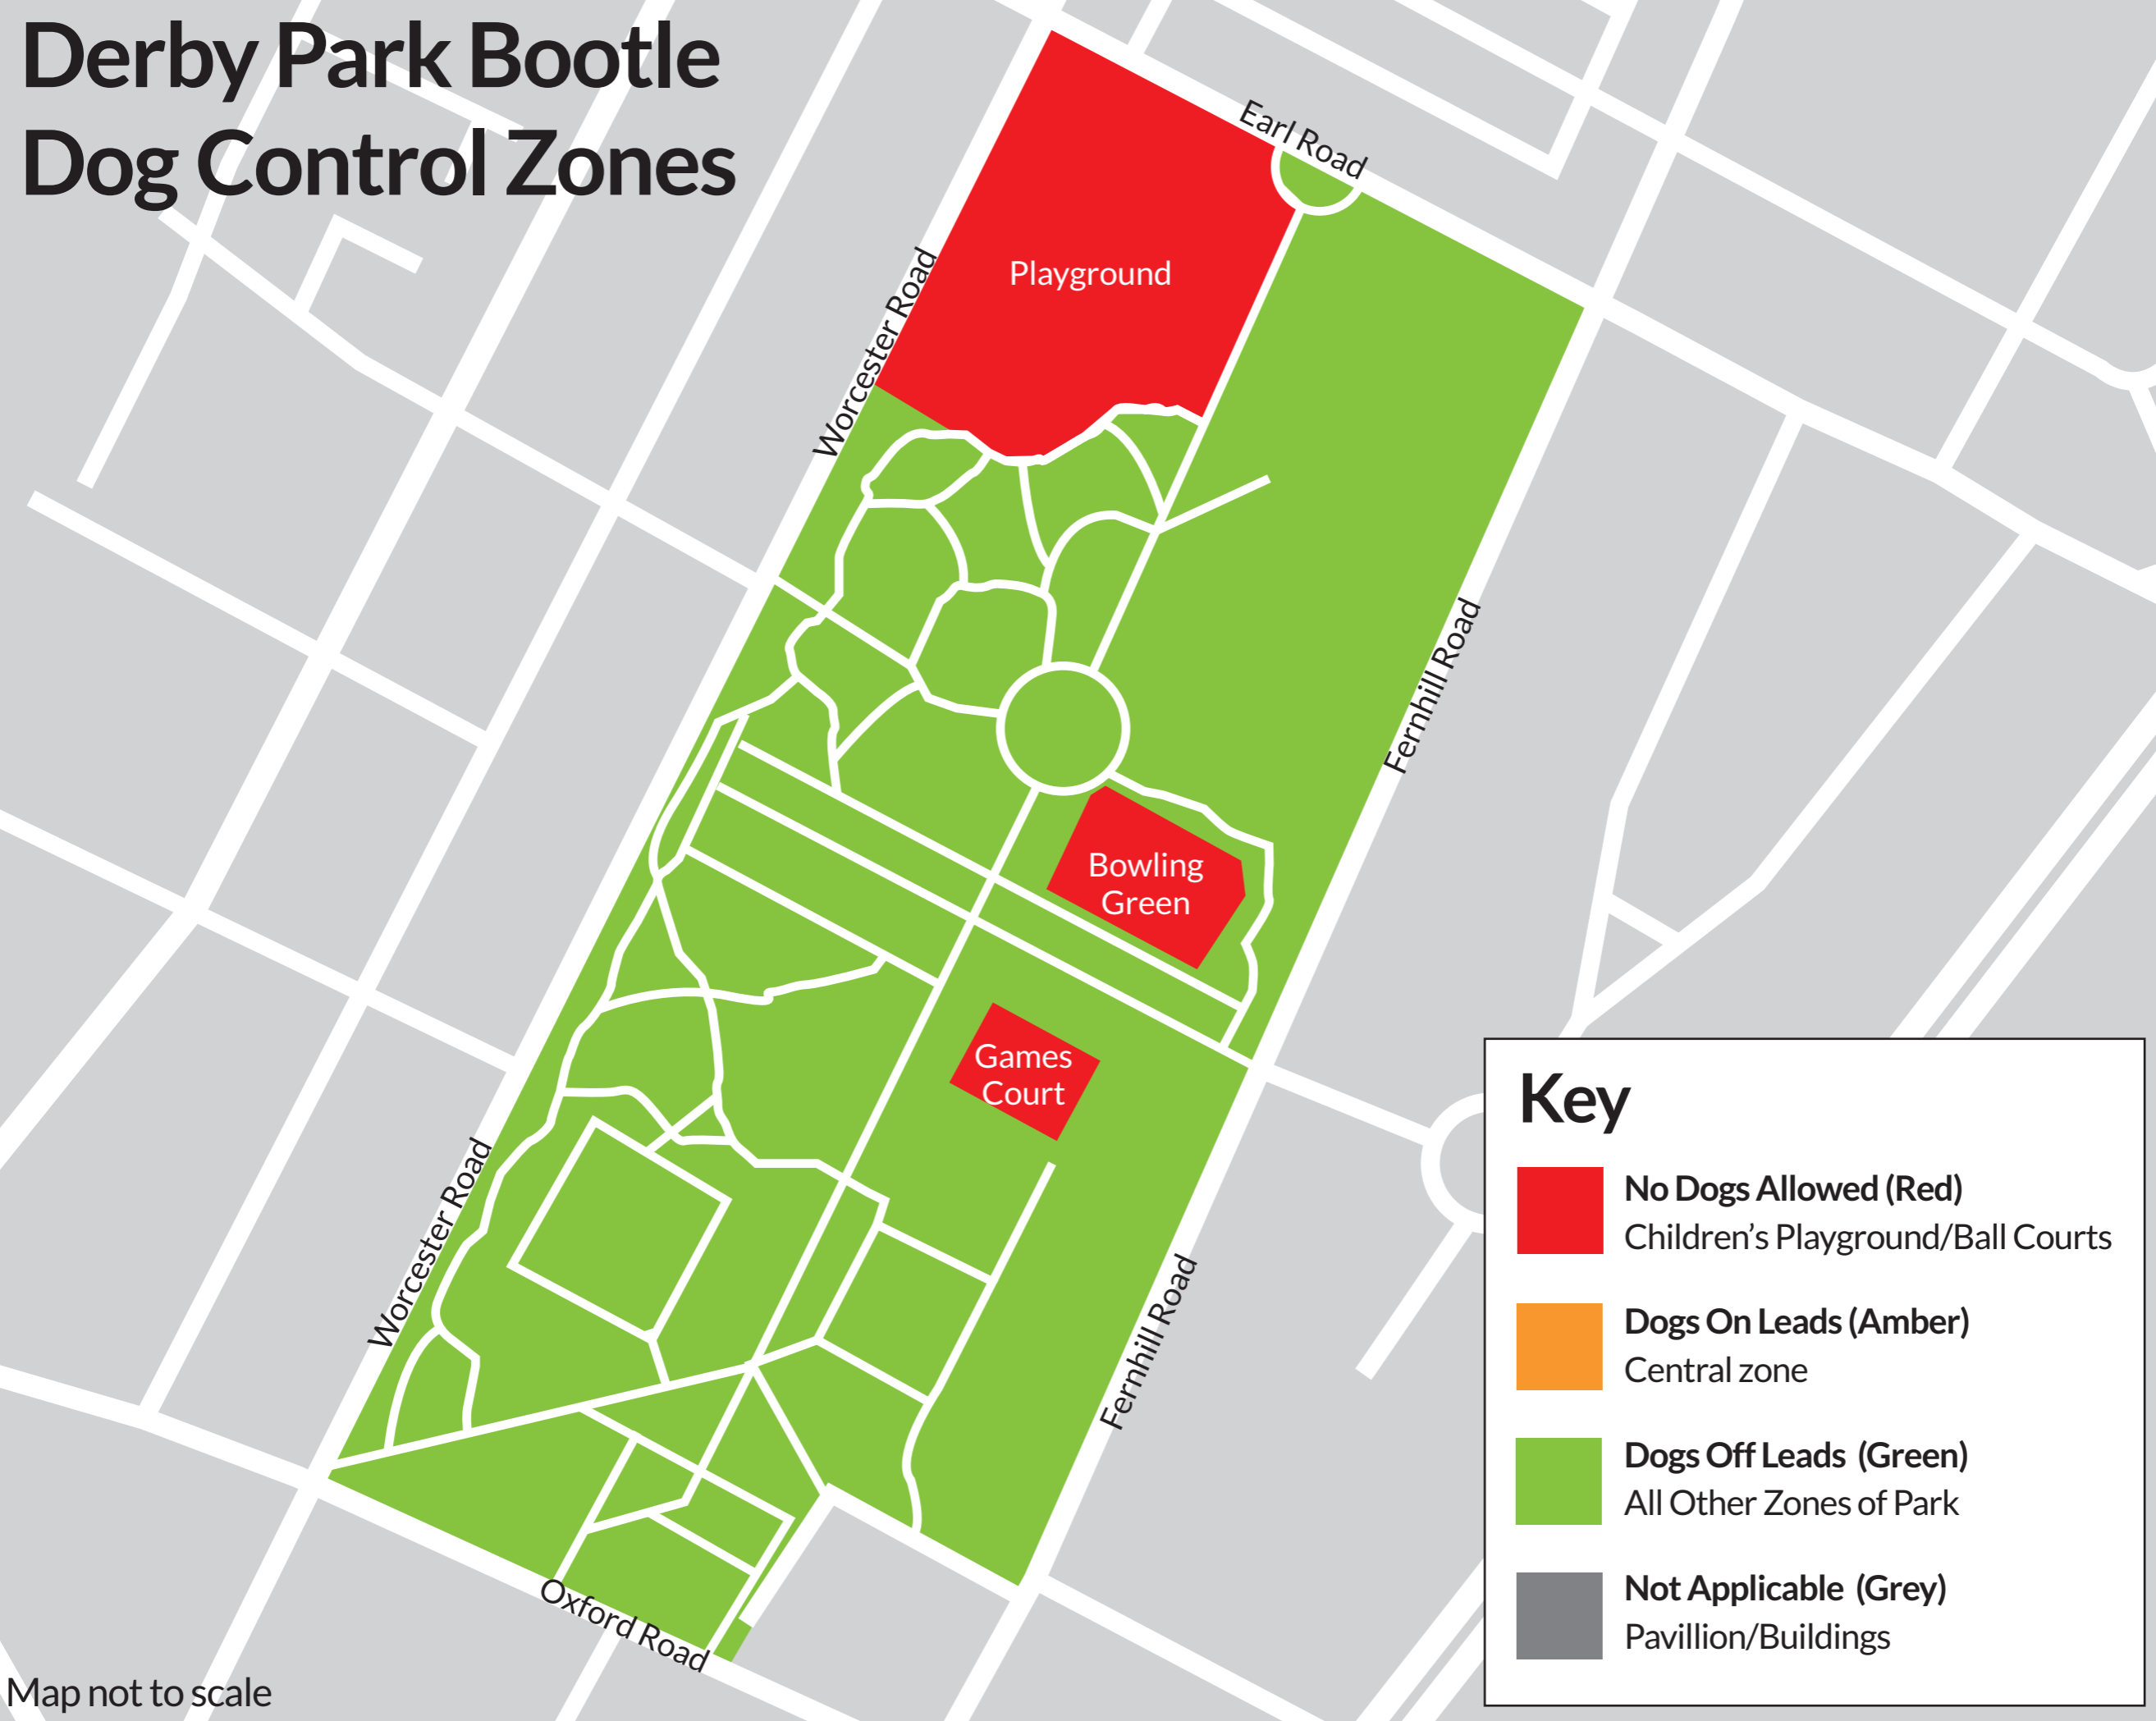 Derby Park Bootle
Dog Control Zones
Earl Road
Playground
Worcester Road
Fernhill Road
Bowling
Green
Games
Court
Worcester Road
Fernhill Road
Oxford Road
Map not to scale
Key
No Dogs Allowed (Red)
Children’s Playground/Ball Courts
Dogs On Leads (Amber)
Central zone
Dogs Off Leads (Green)
All Other Zones of Park
Not Applicable (Grey)
Pavillion/Buildings